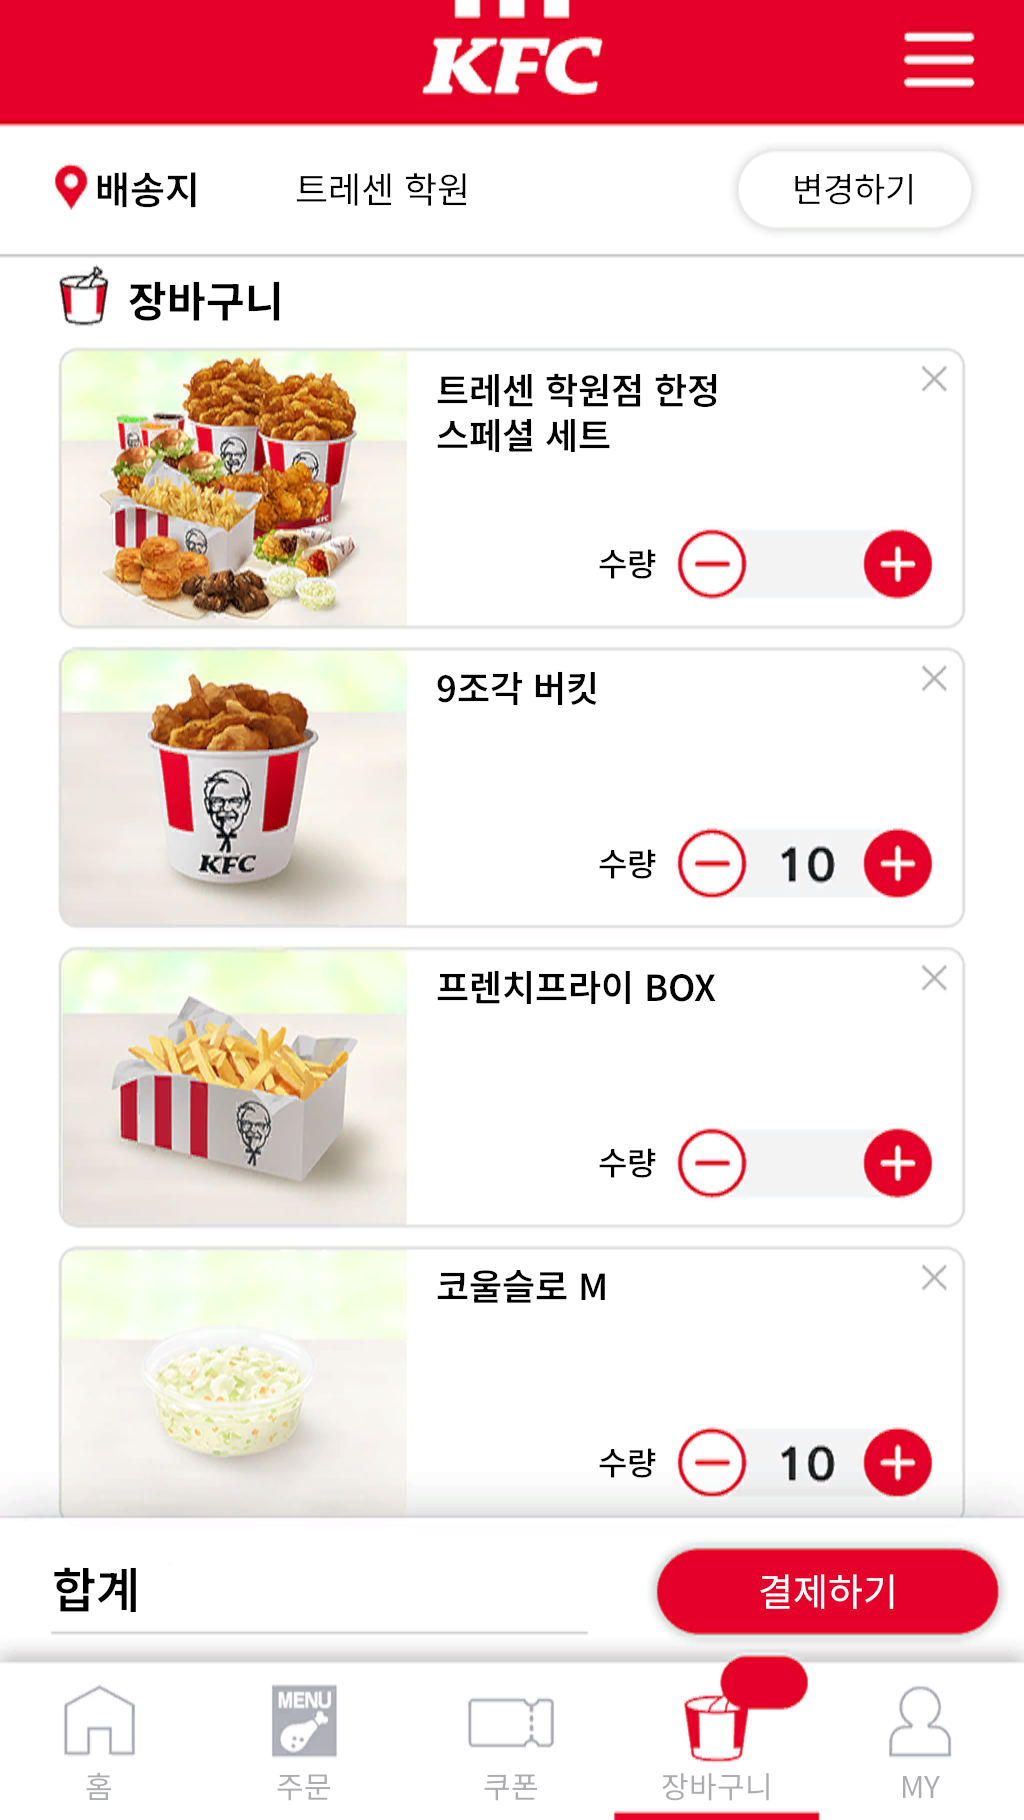 KFC
배송지
트레센 학원
변경하기
장바구니
트레센 학원점 한정
스페셜 세트
수량
9조각 버킷
KFC
수량
10
프렌치프라이 BOX
수량
코울슬로 M
수량
10
합계
결제하기
MENU
홈
주문
쿠폰
장바구니
MY